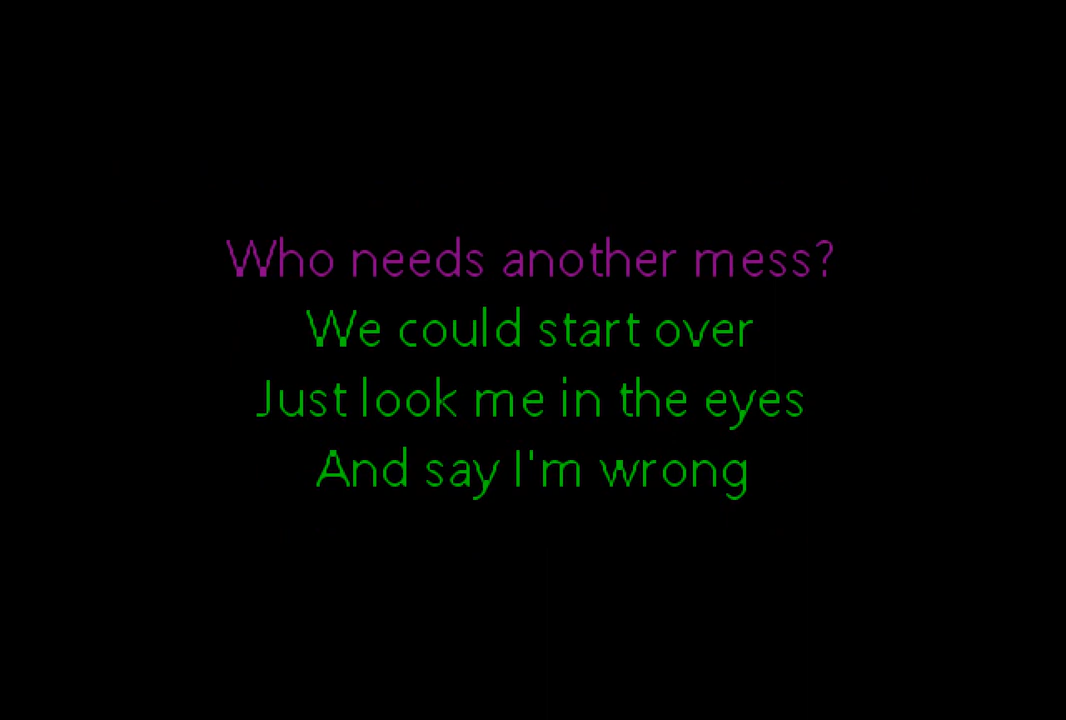 Who needs another mess?
We could start over
Just look me in the eyes
And say I'm wrong